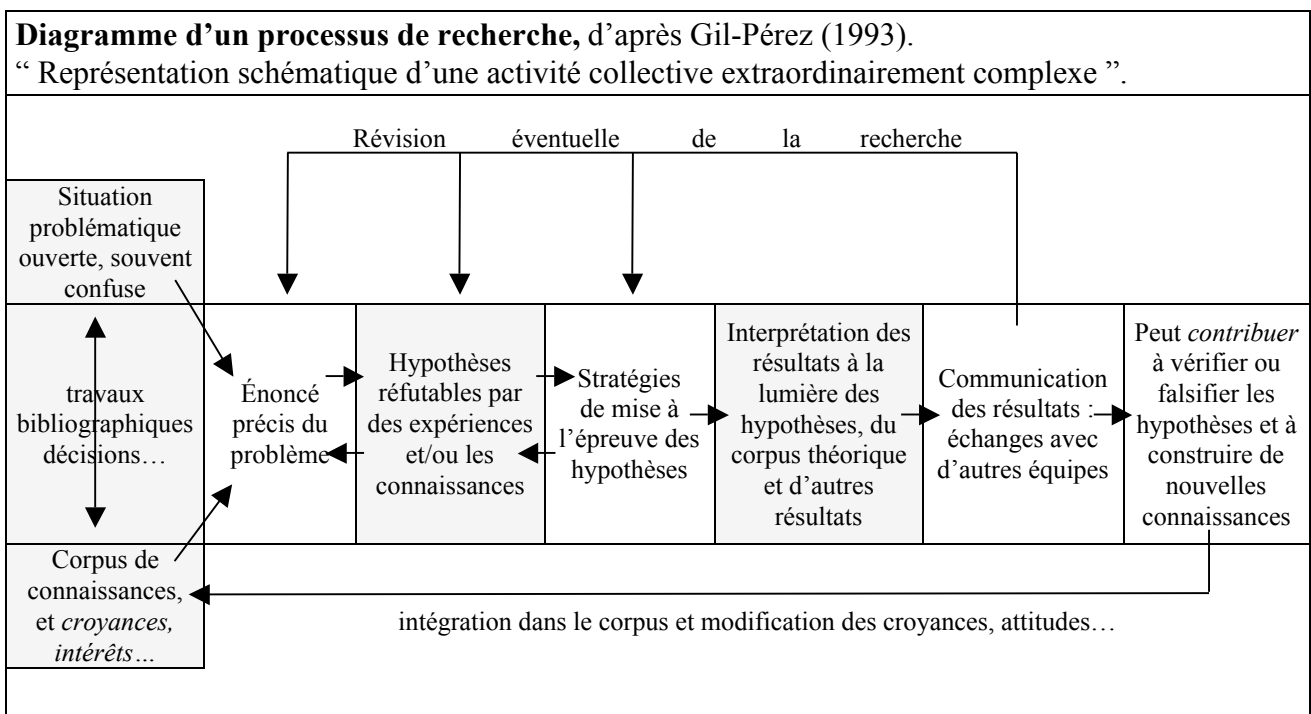 Diagramme d’un processus de recherche, d’après Gil-Pérez (1993).
“ Représentation schématique d’une activité collective extraordinairement complexe ”.
Révision éventuelle de la recherche
Situation
problématique
ouverte, souvent
confuse
travaux
bibliographiques
décisions…
Corpus de
connaissances,
et croyances,
intérêts…
Énoncé
précis du
problème
Hypothèses
réfutables par
des expériences
et/ou les
connaissances
Stratégies
de mise à
l’épreuve des
hypothèses
Interprétation des
résultats à la
lumière des
hypothèses, du
corpus théorique
et d’autres
résultats
Communication
des résultats :
échanges avec
d’autres équipes
Peut contribuer
à vérifier ou
falsifier les
hypothèses et à
construire de
nouvelles
connaissances
intégration dans le corpus et modification des croyances, attitudes…